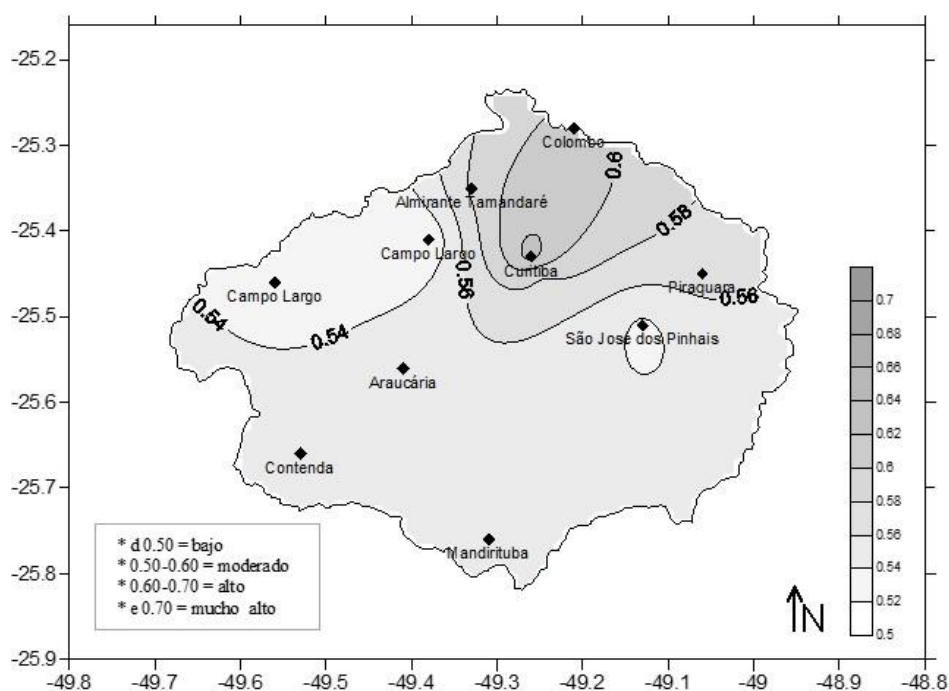 -25.2
-25.3
-25.4
-25.5
-25.6
-25.7
-25.8
-25.9
Colombo
0.6
Almirante Tamandaré
0.58
Campo Largo
Curitiba
0.56
Piraguara
0.56
Campo Largo
0.54
0.54
São José dos Pinhais
Araucária
Contenda
Mandirituba
* d 0.50 = bajo
* 0.50-0.60 = moderado
* 0.60-0.70 = alto
* e 0.70 = mucho alto
N
0.7
0.68
0.66
0.64
0.62
0.6
0.58
0.56
0.54
0.52
0.5
-49.8 -49.7 -49.6 -49.5 -49.4 -49.3 -49.2 -49.1 -49 -48.9 -48.8